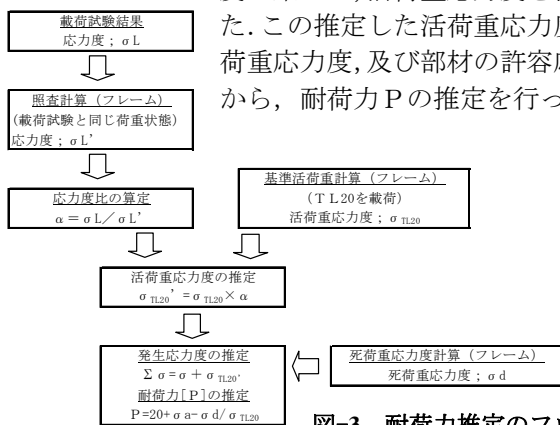 載荷試験結果
応力度；σL
た．この推定した活荷重応力度
荷重応力度，及び部材の許容応
から，耐荷力Ｐの推定を行っ
照査計算（フレーム）
(載荷試験と同じ荷重状態)
応力度；σL’
応力度比の算定
α＝σL／σL’
基準活荷重計算（フレーム）
（ＴＬ20を載荷）
活荷重応力度；σTL20
活荷重応力度の推定
σTL20’＝σTL20×α
発生応力度の推定
Σσ=σ＋σTL20’
耐荷力[P]の推定
P=20+σa-σd/σTL20
死荷重応力度計算（フレーム）
死荷重応力度；σd
図-3 耐荷力推定のフ